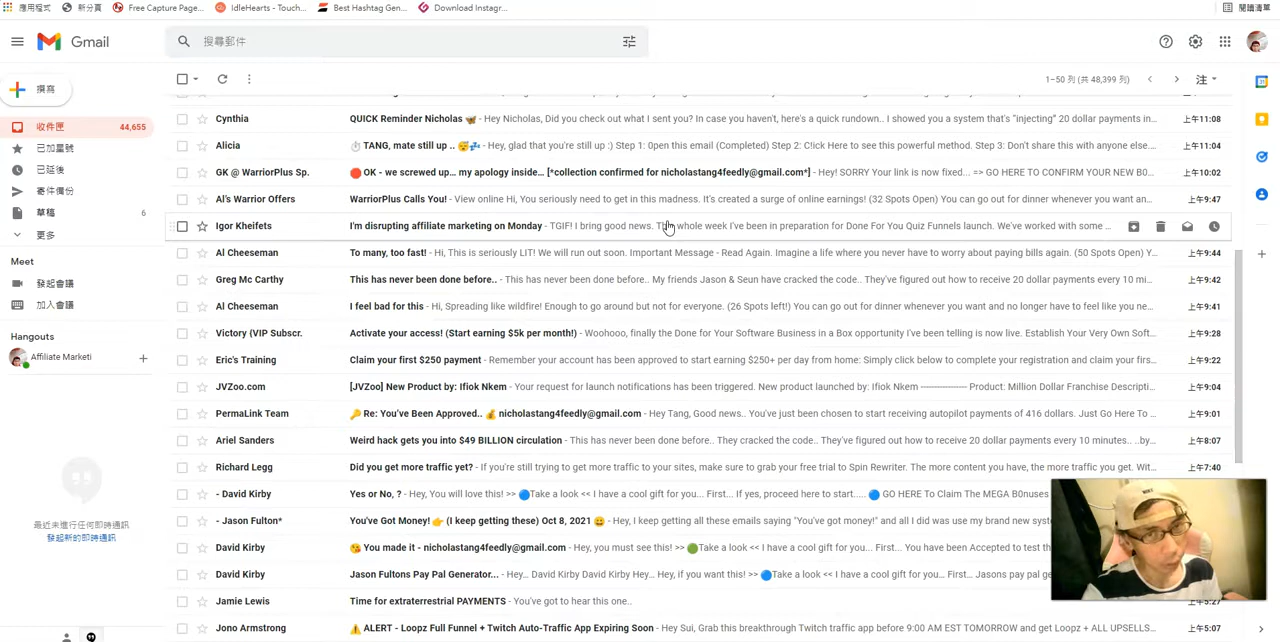 應用程式 新分頁 Free Capture Page... IdleHearts - Touch... Best Hashtag Gen... Download Instagr... 閱讀清單
Gmail 搜尋郵件
撰寫 1–50 列 (共 48,399 列) 注
收件匣 44,655
已加星號
已延後
寄件備份
草稿 6
更多
Meet
發起會議
加入會議
Hangouts
Affiliate Marketi
最近未進行任何即時通訊
發起新的即時通訊
Cynthia QUICK Reminder Nicholas 🦋 - Hey Nicholas, Did you check out what I sent you? In case you haven't, here's a quick rundown.. I showed you a system that's "injecting" 20 dollar payments in... 上午11:08
Alicia ⏱️ TANG, mate still up .. 😴💤 - Hey, glad that you're still up :) Step 1: 0pen this email (Completed) Step 2: Click Here to see this powerful method. Step 3: Don't share this with anyone else.... 上午11:04
GK @ WarriorPlus Sp. 🛑 OK - we screwed up… my apology inside… [*collection confirmed for nicholastang4feedly@gmail.com*] - Hey! SORRY Your link is now fixed... => GO HERE TO CONFIRM YOUR NEW B0... 上午10:02
Al's Warrior Offers WarriorPlus Calls You! - View online Hi, You seriously need to get in this madness. It's created a surge of online earnings! (32 Spots Open) You can go out for dinner whenever you want an... 上午9:47
Igor Kheifets I'm disrupting affiliate marketing on Monday - TGIF! I bring good news. whole week I've been in preparation for Done For You Quiz Funnels launch. We've worked with some ...
Al Cheeseman To many, too fast! - Hi, This is seriously LIT! We will run out soon. Important Message - Read Again. Imagine a life where you never have to worry about paying bills again. (50 Spots Open) Y... 上午9:44
Greg Mc Carthy This has never been done before.. - This has never been done before.. My friends Jason & Seun have cracked the code.. They've figured out how to receive 20 dollar payments every 10 mi... 上午9:42
Al Cheeseman I feel bad for this - Hi, Spreading like wildfire! Enough to go around but not for everyone. (26 Spots left!) You can go out for dinner whenever you want and no longer have to feel like you ne... 上午9:41
Victory (VIP Subscr. Activate your access! (Start earning $5k per month!) - Woohooo, finally the Done For Your Software Business in a Box opportunity I've been telling is now live. Establish Your Very Own Soft... 上午9:28
Eric's Training Claim your first $250 payment - Remember your account has been approved to start earning $250+ per day from home: Simply click below to complete your registration and claim your firs... 上午9:22
JVZoo.com [JVZoo] New Product by: Ifiok Nkem - Your request for launch notifications has been triggered. New product launched by: Ifiok Nkem ------------------ Product: Million Dollar Franchise Descripti... 上午9:04
PermaLink Team 🔑 Re: You've Been Approved.. 💰 nicholastang4feedly@gmail.com - Hey Tang, Good news.. You've just been chosen to start receiving autopilot payments of 416 dollars. Just Go Here To ... 上午9:01
Ariel Sanders Weird hack gets you into $49 BILLION circulation - This has never been done before.. They cracked the code.. They've figured out how to receive 20 dollar payments every 10 minutes.. ..by... 上午8:07
Richard Legg Did you get more traffic yet? - If you're still trying to get more traffic to your sites, make sure to grab your free trial to Spin Rewriter. The more content you have, the more traffic you get. Wit... 上午7:40
- David Kirby Yes or No, ? - Hey, You will love this! >> 🔵Take a look << I have a cool gift for you... First... If yes, proceed here to start..... 🔵 GO HERE To Claim The MEGA B0nuses
- Jason Fulton* You've Got Money! 👉 (I keep getting these) Oct 8, 2021 😀 - Hey, I keep getting all these emails saying "You've got money!" and all I did was use my brand new sys
David Kirby 😘 You made it - nicholastang4feedly@gmail.com - Hey, you must see this! >> 🟢Take a look << I have a cool gift for you... First... You have been Accepted to test th
David Kirby Jason Fultons Pay Pal Generator... - Hey... David Kirby David Kirby Hey... Hey, if you want this! > >🔵Take a look << I have a cool gift for you... First... Jasons pay pal ge
Jamie Lewis Time for extraterrestrial PAYMENTS - You've got to hear this one.. 上午5:27
Jono Armstrong ⚠️ ALERT - Loopz Full Funnel + Twitch Auto-Traffic App Expiring Soon - Hey Sui, Grab this breakthrough Twitch traffic app before 9:00 AM EST TOMORROW and get Loopz + ALL UPSELLS... 上午5:07